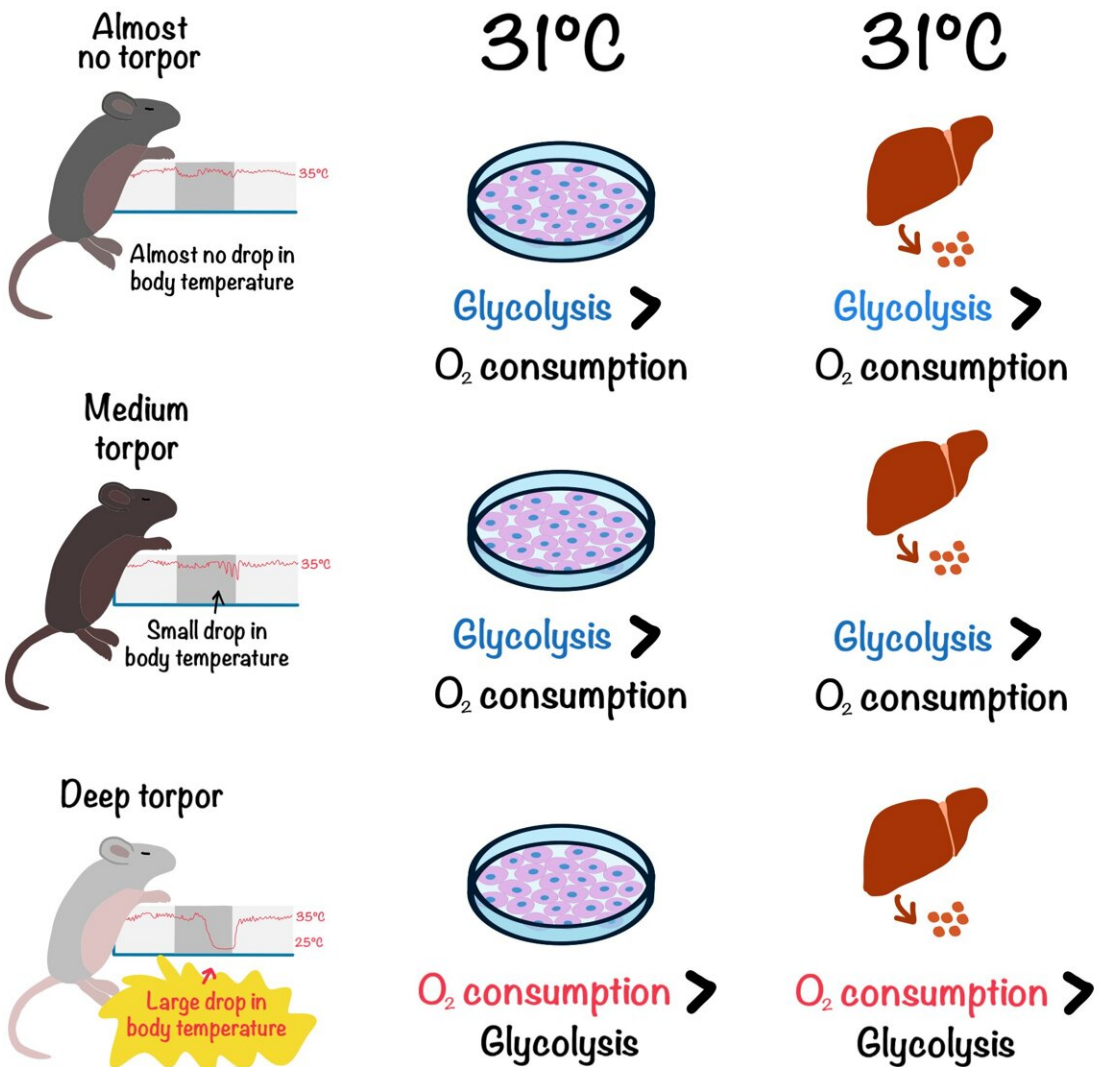 Almost
no torpor
31°C
31°C
35°C
Almost no drop in
body temperature
Glycolysis >
O₂ consumption
Glycolysis >
O₂ consumption
Medium
torpor
35°C
Small drop in
body temperature
Glycolysis >
O₂ consumption
Glycolysis >
O₂ consumption
Deep torpor
35°C
25°C
Large drop in
body temperature
O₂ consumption >
Glycolysis
O₂ consumption >
Glycolysis